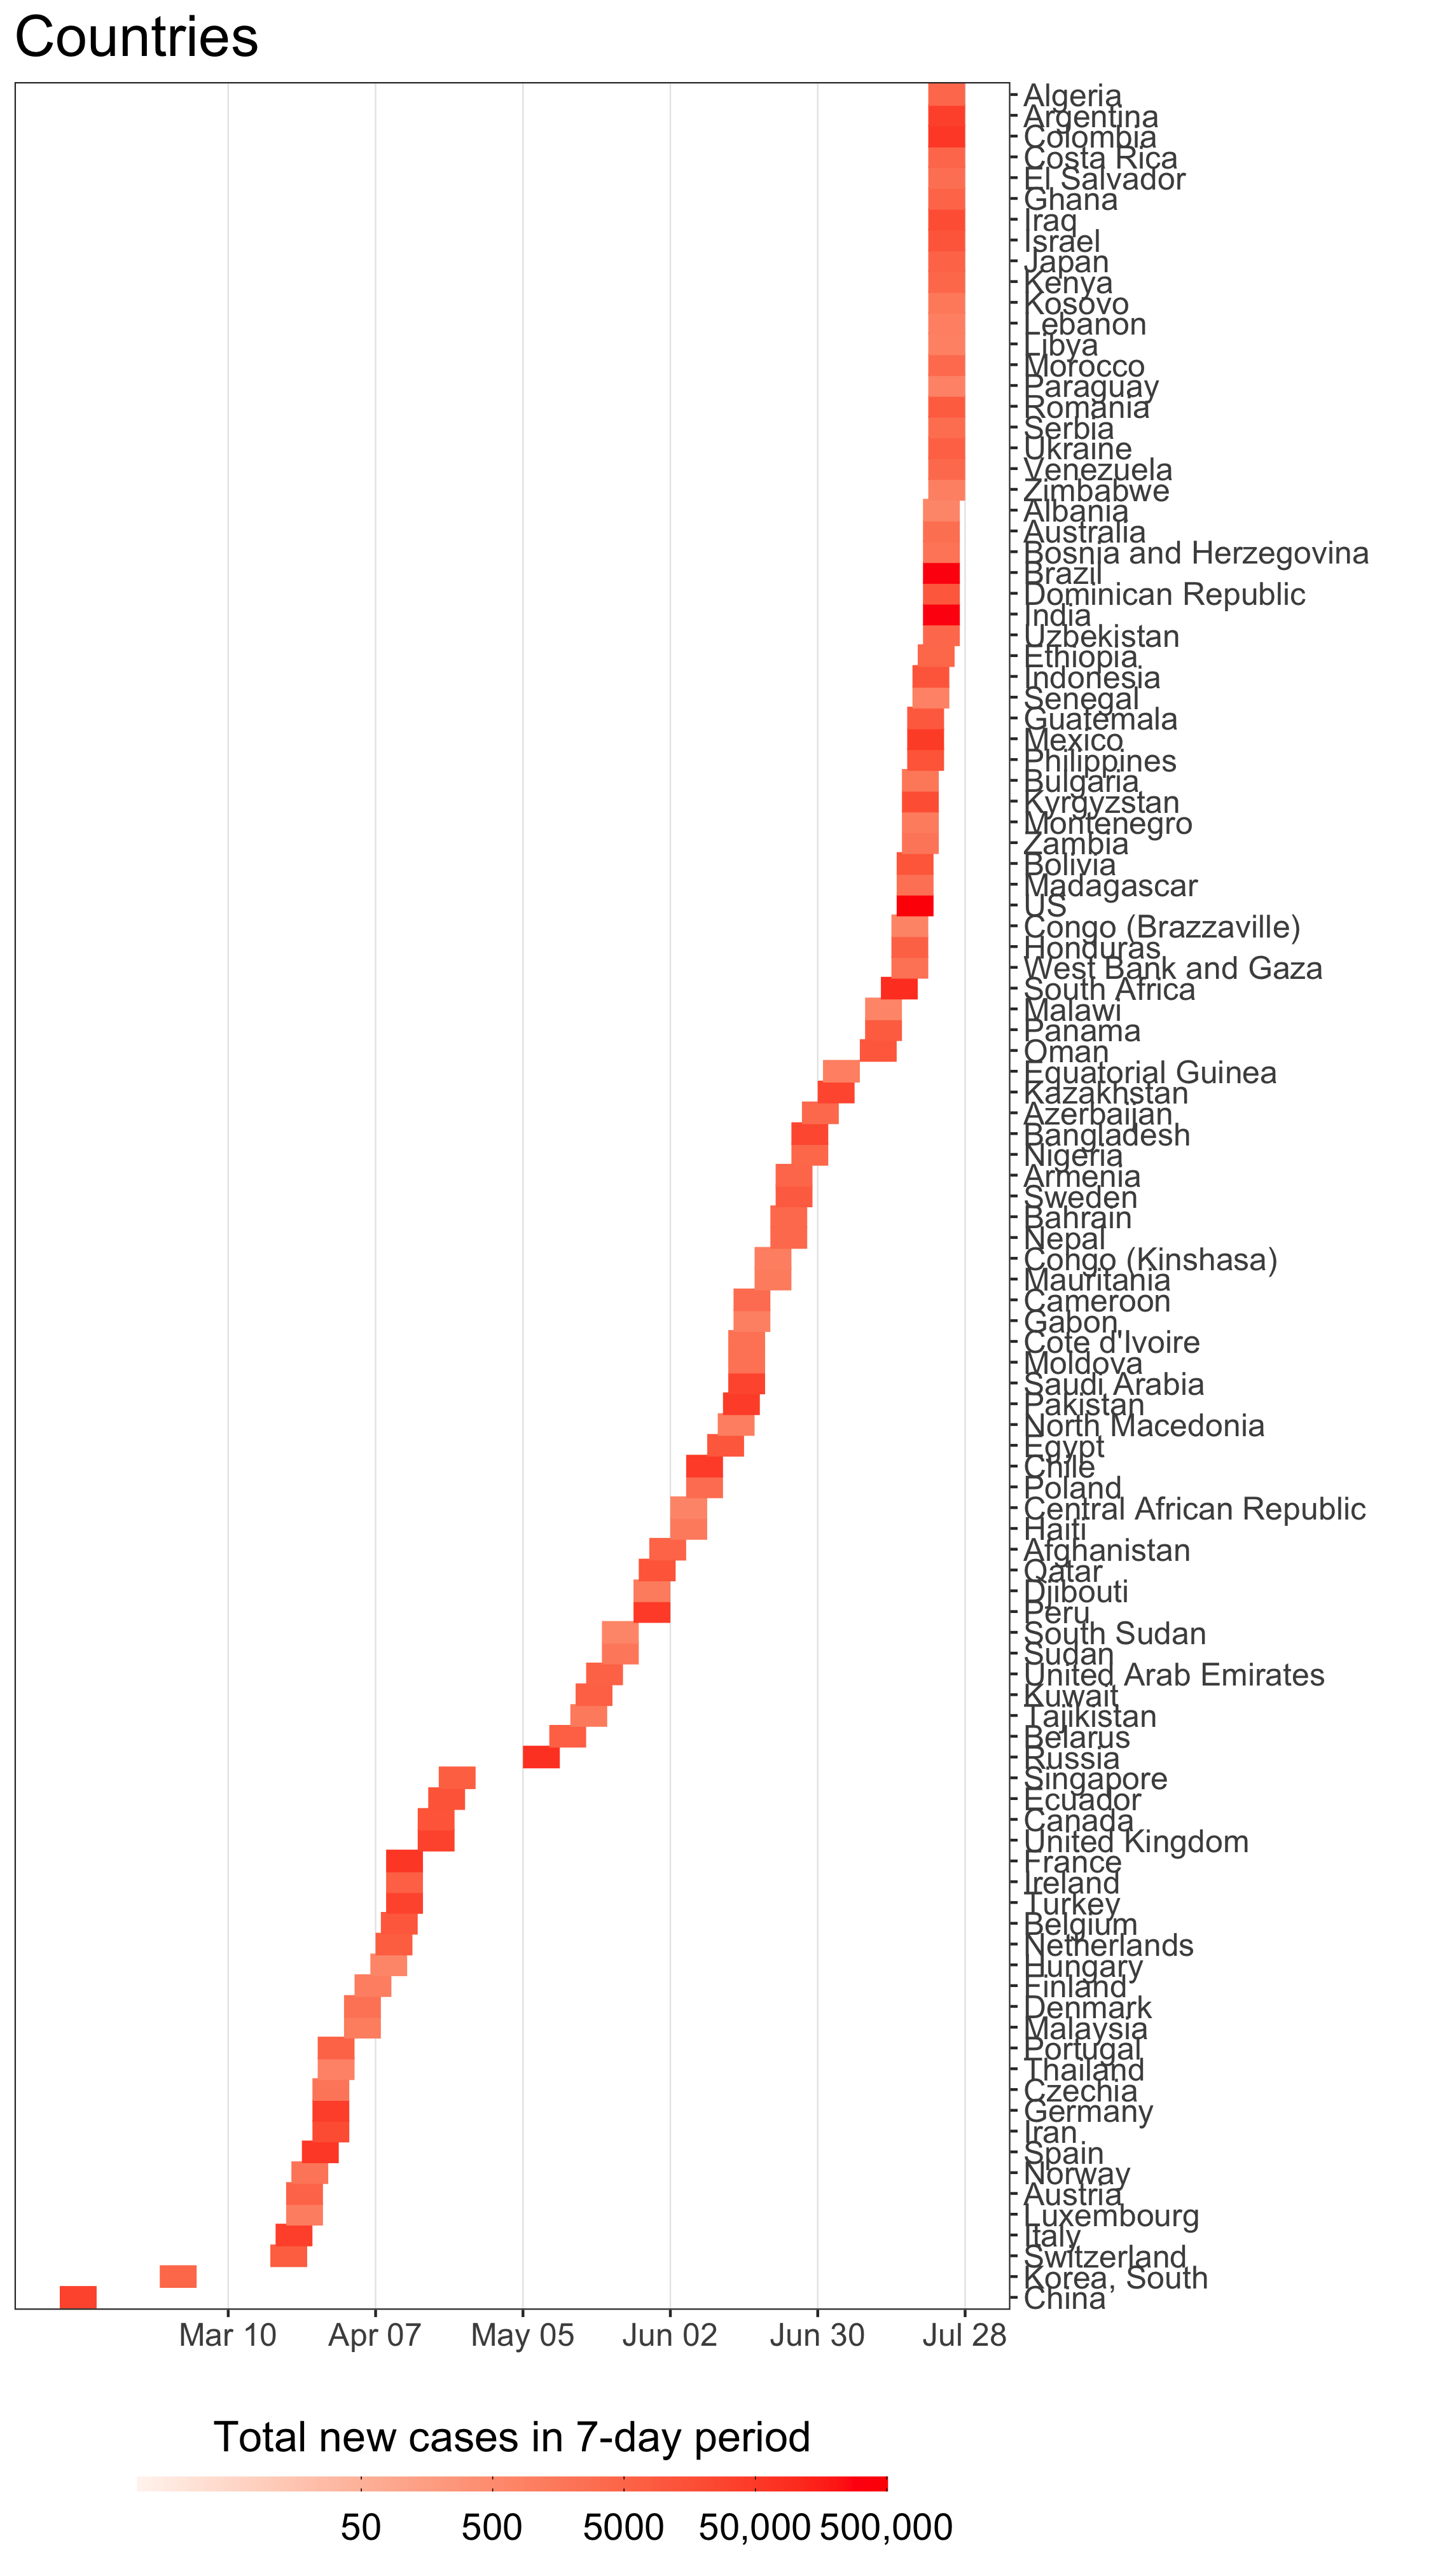 Countries
Algeria
Argentina
Colombia
Costa Rica
El Salvador
Ghana
Iraq
Israel
Japan
Kenya
Kosovo
Lebanon
Libya
Morocco
Paraguay
Romania
Serbia
Ukraine
Venezuela
Zimbabwe
Albania
Australia
Bosnia and Herzegovina
Brazil
Dominican Republic
India
Uzbekistan
Ethiopia
Indonesia
Senegal
Guatemala
Mexico
Philippines
Bulgaria
Kyrgyzstan
Montenegro
Zambia
Bolivia
Madagascar
US
Congo (Brazzaville)
Honduras
West Bank and Gaza
South Africa
Malawi
Panama
Oman
Equatorial Guinea
Kazakhstan
Azerbaijan
Bangladesh
Nigeria
Armenia
Sweden
Bahrain
Nepal
Congo (Kinshasa)
Mauritania
Cameroon
Gabon
Cote d'Ivoire
Moldova
Saudi Arabia
Pakistan
North Macedonia
Egypt
Chile
Poland
Central African Republic
Haiti
Afghanistan
Qatar
Djibouti
Peru
South Sudan
Sudan
United Arab Emirates
Kuwait
Tajikistan
Belarus
Russia
Singapore
Ecuador
Canada
United Kingdom
France
Ireland
Turkey
Belgium
Netherlands
Hungary
Finland
Denmark
Malaysia
Portugal
Thailand
Czechia
Germany
Iran
Spain
Norway
Austria
Luxembourg
Italy
Switzerland
Korea, South
China
Mar 10 Apr 07 May 05 Jun 02 Jun 30 Jul 28
Total new cases in 7-day period
50 500 5000 50,000 500,000